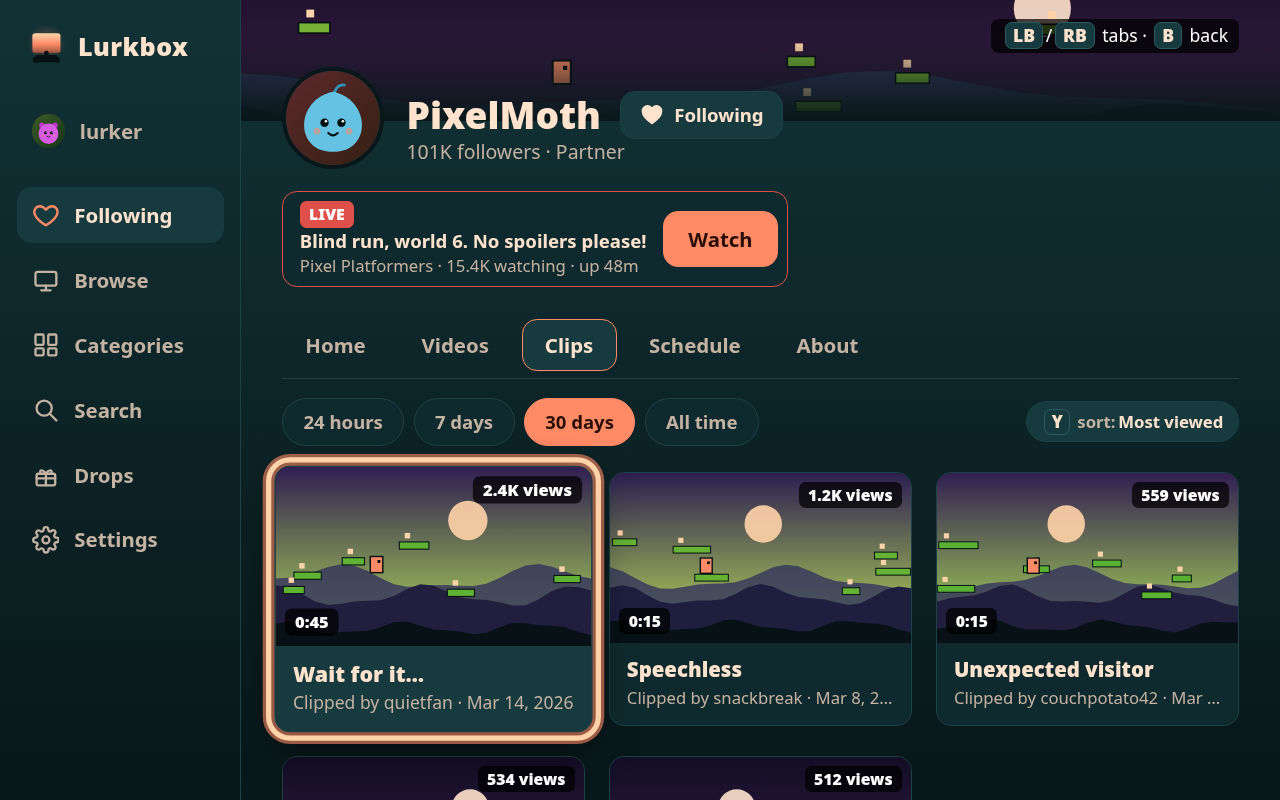 Lurkbox
lurker
Following
Browse
Categories
Search
Drops
Settings
LB / RB tabs · B back
PixelMoth
Following
101K followers · Partner
LIVE
Blind run, world 6. No spoilers please!
Pixel Platformers · 15.4K watching · up 48m
Watch
Home Videos Clips Schedule About
24 hours 7 days 30 days All time
Y sort: Most viewed
2.4K views
0:45
Wait for it...
Clipped by quietfan · Mar 14, 2026
1.2K views
0:15
Speechless
Clipped by snackbreak · Mar 8, 2...
559 views
0:15
Unexpected visitor
Clipped by couchpotato42 · Mar ...
534 views
512 views